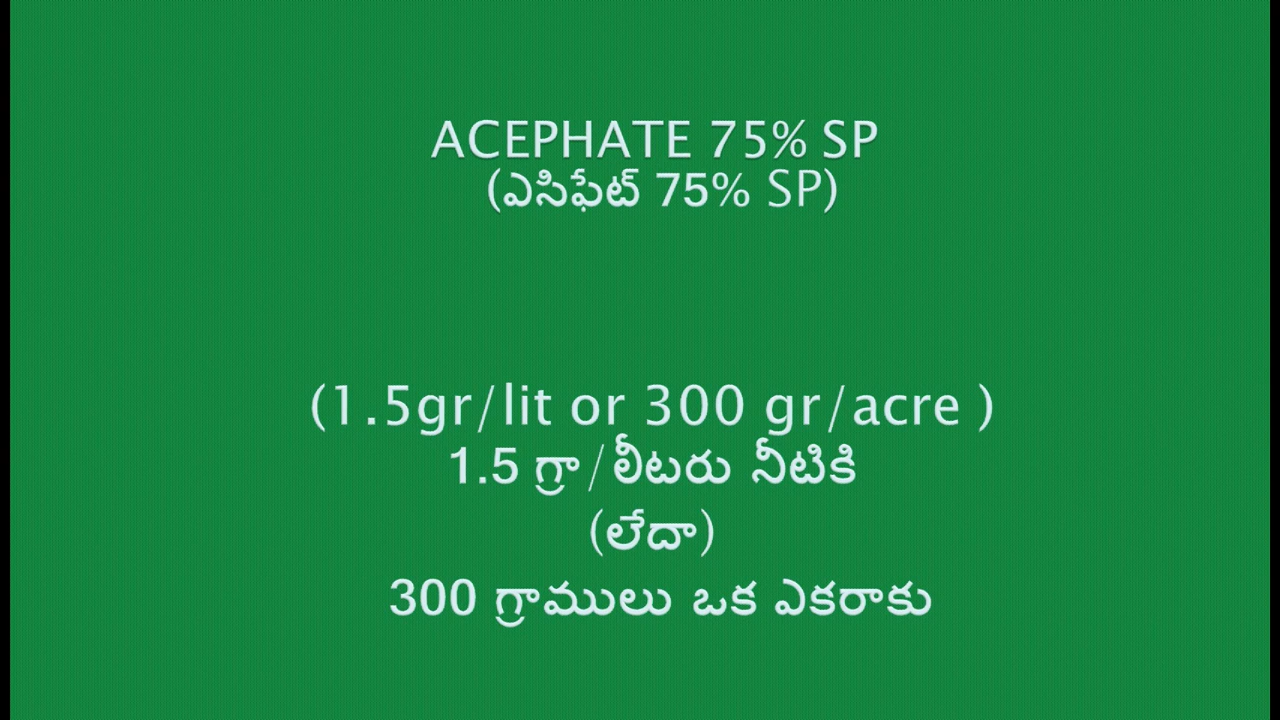 ACEPHATE 75% SP
(ఎసిఫేట్ 75% SP)
(1.5gr/lit or 300 gr/acre )
1.5 గ్రా/లీటరు నీటికి
(లేదా)
300 గ్రాములు ఒక ఎకరాకు